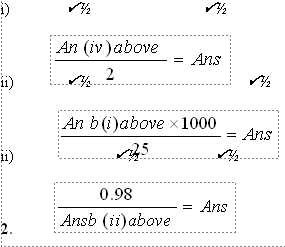 i) ✓½ ✓½
An (iv) above / 2 = Ans
ii) ✓½ ✓½
An b(i) above × 1000 / 25 = Ans
ii) ✓½ ✓½
0.98 / Ansb (ii) above = Ans
2.